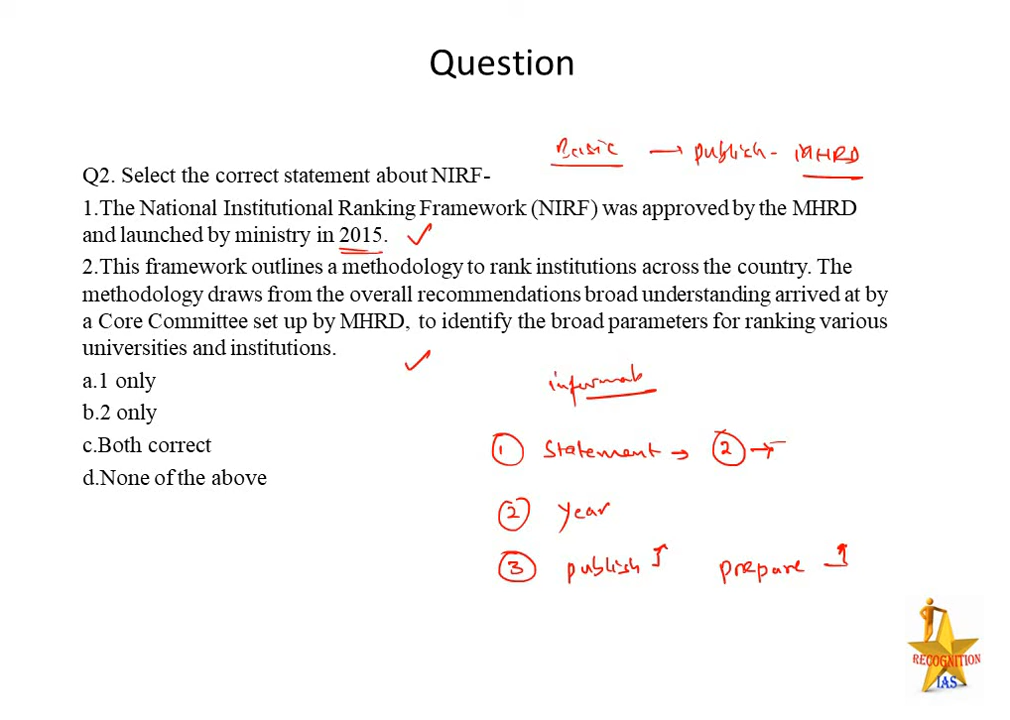 Question
Basic → publish - MHRD
Q2. Select the correct statement about NIRF-
1.The National Institutional Ranking Framework (NIRF) was approved by the MHRD
and launched by ministry in 2015.
2.This framework outlines a methodology to rank institutions across the country. The
methodology draws from the overall recommendations broad understanding arrived at by
a Core Committee set up by MHRD, to identify the broad parameters for ranking various
universities and institutions.
a.1 only
b.2 only
c.Both correct
d.None of the above
① Statement → ② →
② Year
③ publish prepare
RECOGNITION
IAS